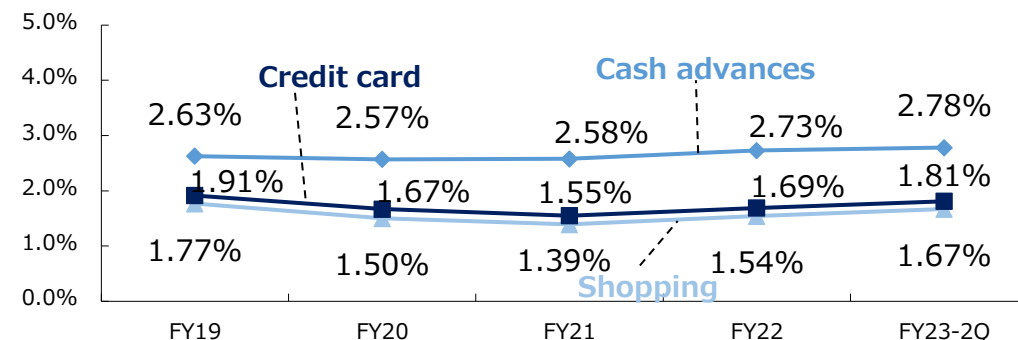 5.0%
4.0%
3.0%
2.0%
1.0%
0.0%
Credit card
Cash advances
2.63%
2.57%
2.58%
2.73%
2.78%
1.91%
1.67%
1.55%
1.69%
1.81%
1.77%
1.50%
1.39%
1.54%
1.67%
Shopping
FY19
FY20
FY21
FY22
FY23-2Q